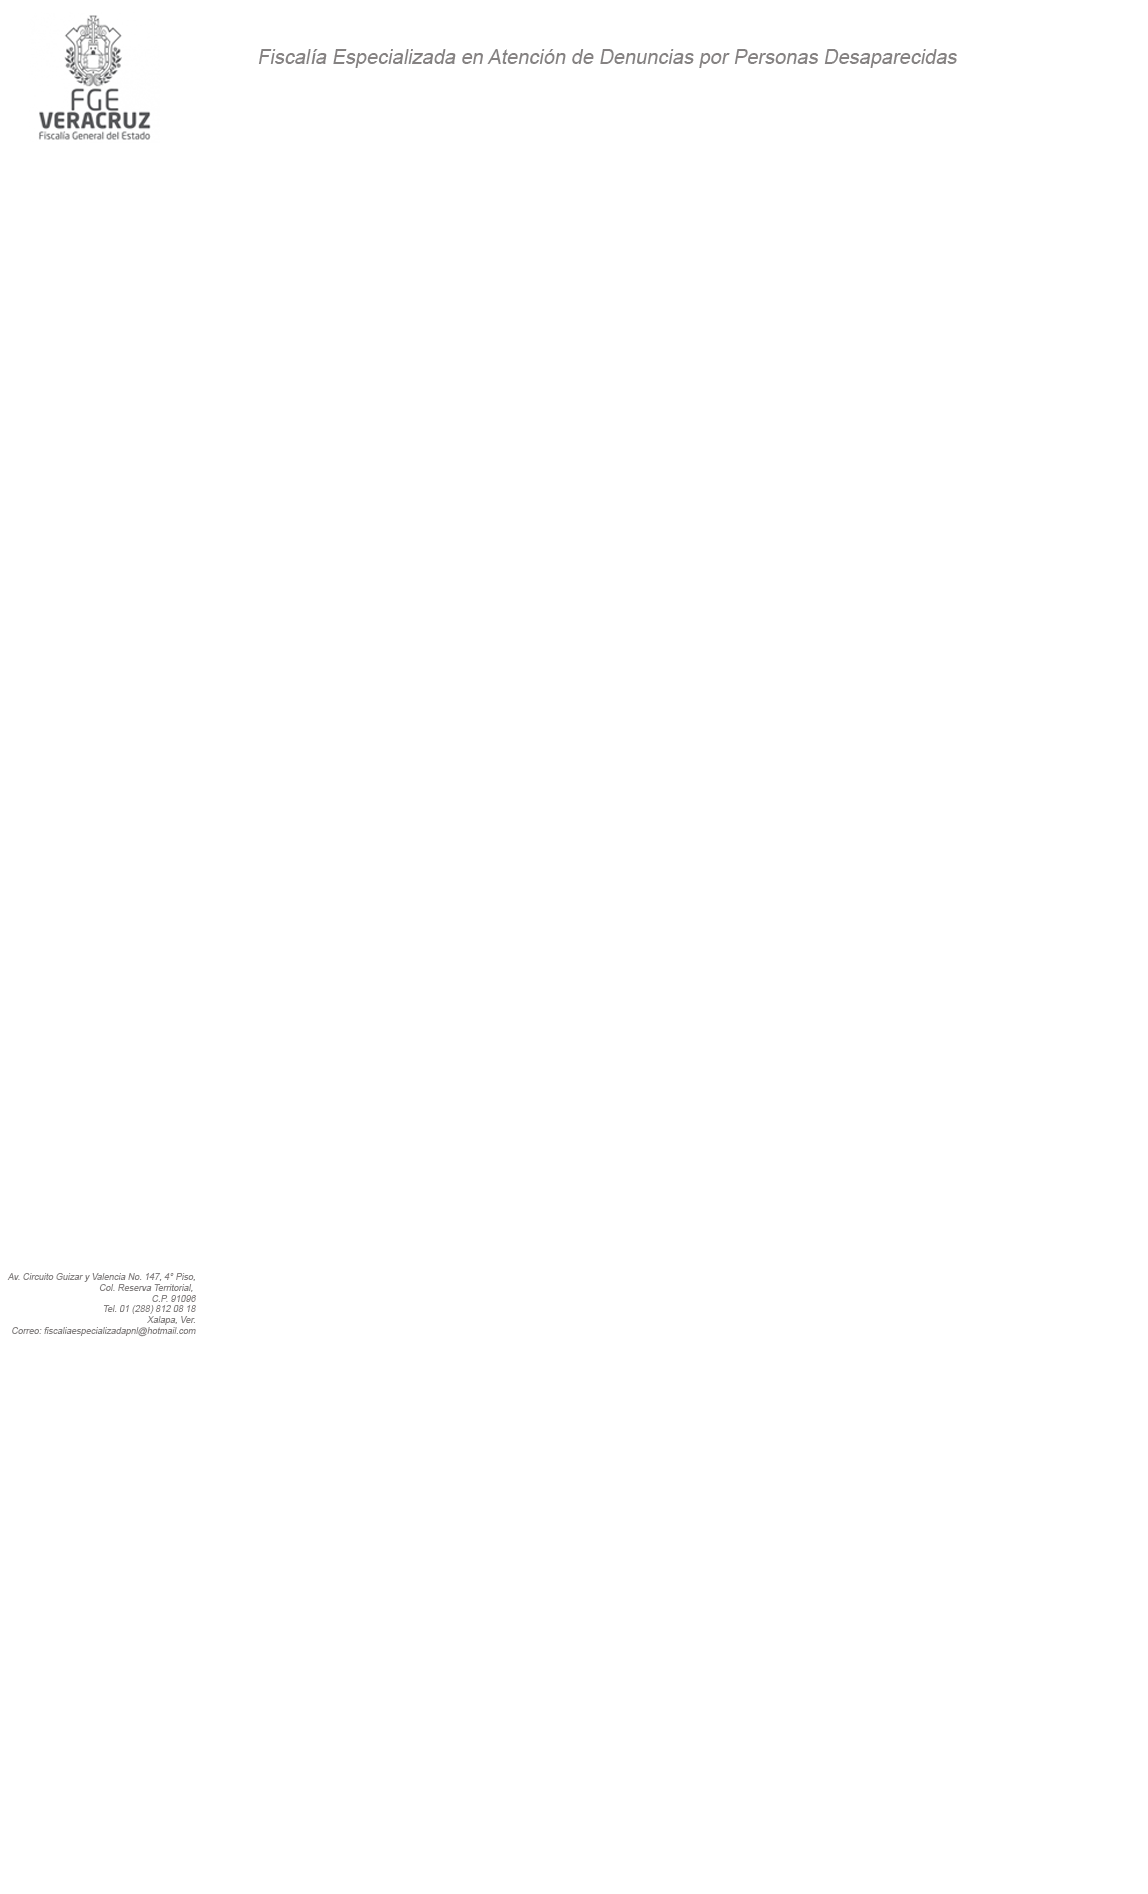 FGE
VERACRUZ
Fiscalía General del Estado
Fiscalía Especializada en Atención de Denuncias por Personas Desaparecidas
Av. Circuito Guizar y Valencia No. 147, 4° Piso,
Col. Reserva Territorial,
C.P. 91096
Tel. 01 (288) 812 08 18
Xalapa, Ver.
Correo: fiscaliaespecializadapnl@hotmail.com